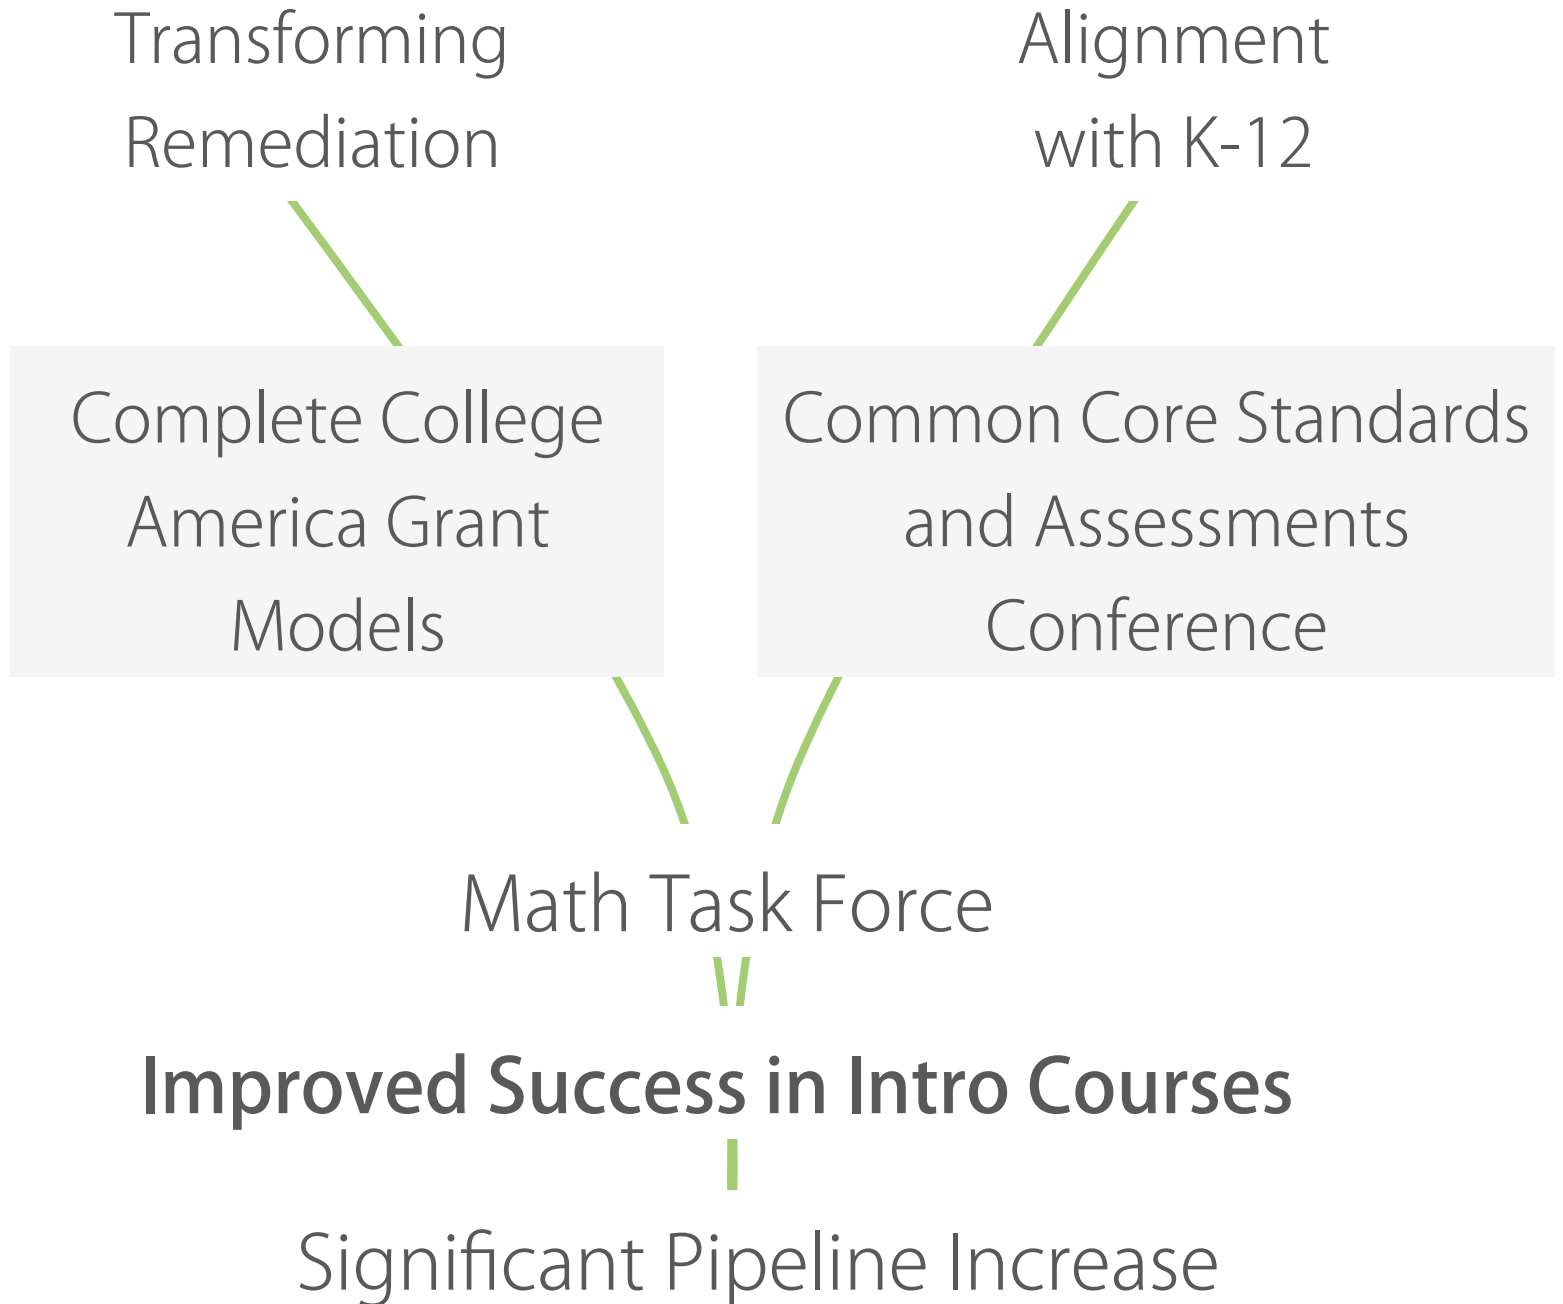 Transforming
Remediation
Alignment
with K-12
Complete College
America Grant
Models
Common Core Standards
and Assessments
Conference
Math Task Force
Improved Success in Intro Courses
Significant Pipeline Increase